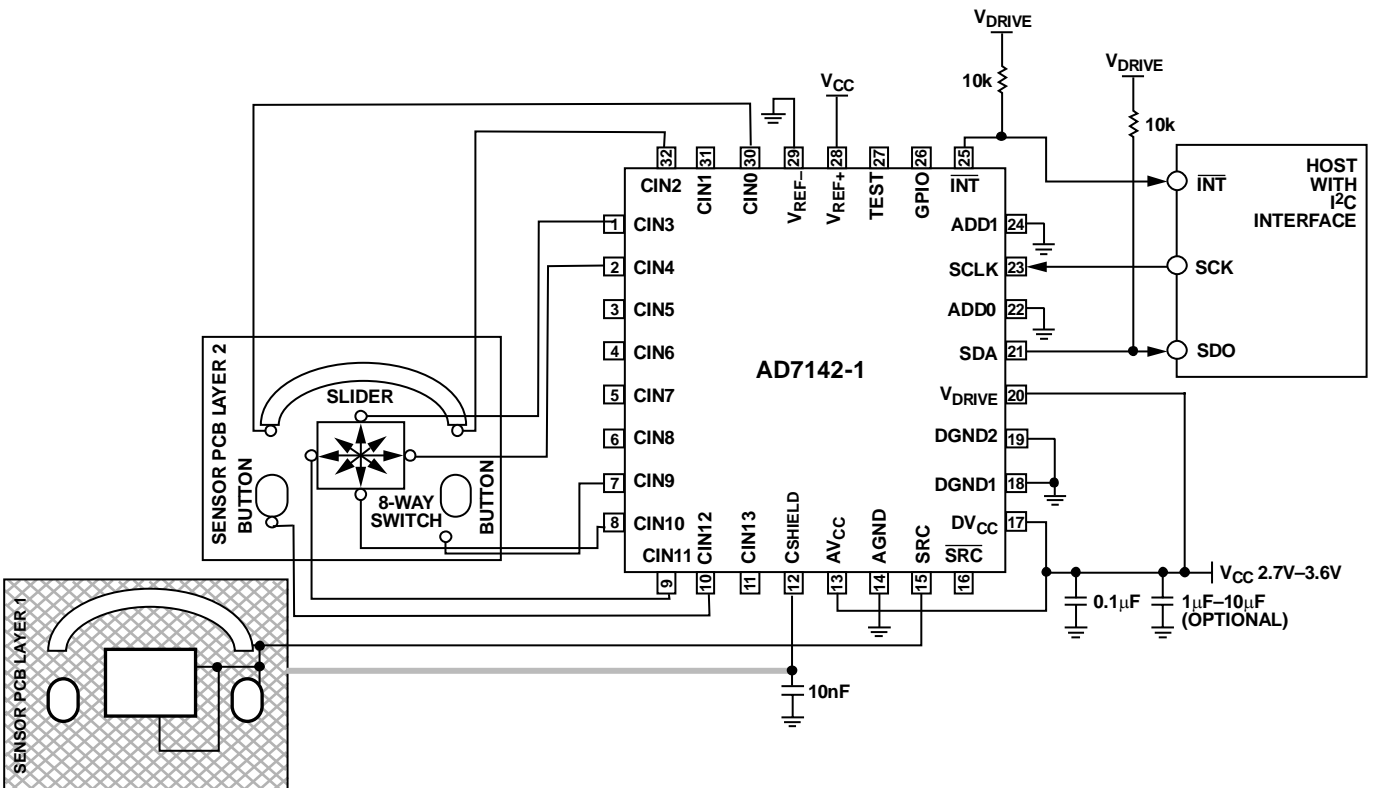 VDRIVE
10k
VDRIVE
10k
VCC
32
31
30
29
28
27
26
25
CIN2
CIN1
CIN0
VREF–
VREF+
TEST
GPIO
INT
HOST
WITH
I2C
INTERFACE
INT
SCK
SDO
1 CIN3
2 CIN4
3 CIN5
4 CIN6
5 CIN7
6 CIN8
7 CIN9
8 CIN10
ADD1 24
SCLK 23
ADD0 22
SDA 21
VDRIVE 20
DGND2 19
DGND1 18
DVCC 17
AD7142-1
CIN11
CIN12
CIN13
CSHIELD
AVCC
AGND
SRC
SRC
9
10
11
12
13
14
15
16
SENSOR PCB LAYER 2
SLIDER
BUTTON
8-WAY
SWITCH
BUTTON
VCC 2.7V–3.6V
0.1μF
1μF–10μF
(OPTIONAL)
10nF
SENSOR PCB LAYER 1